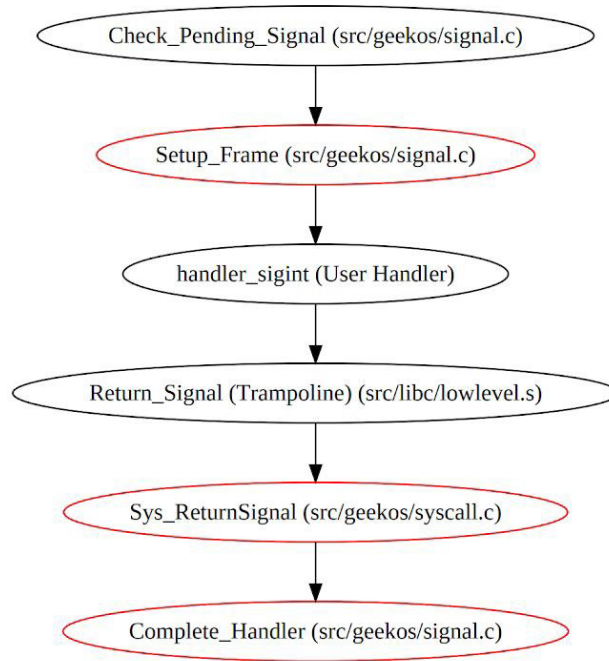 Check_Pending_Signal (src/geekos/signal.c)
Setup_Frame (src/geekos/signal.c)
handler_sigint (User Handler)
Return_Signal (Trampoline) (src/libc/lowlevel.s)
Sys_ReturnSignal (src/geekos/syscall.c)
Complete_Handler (src/geekos/signal.c)